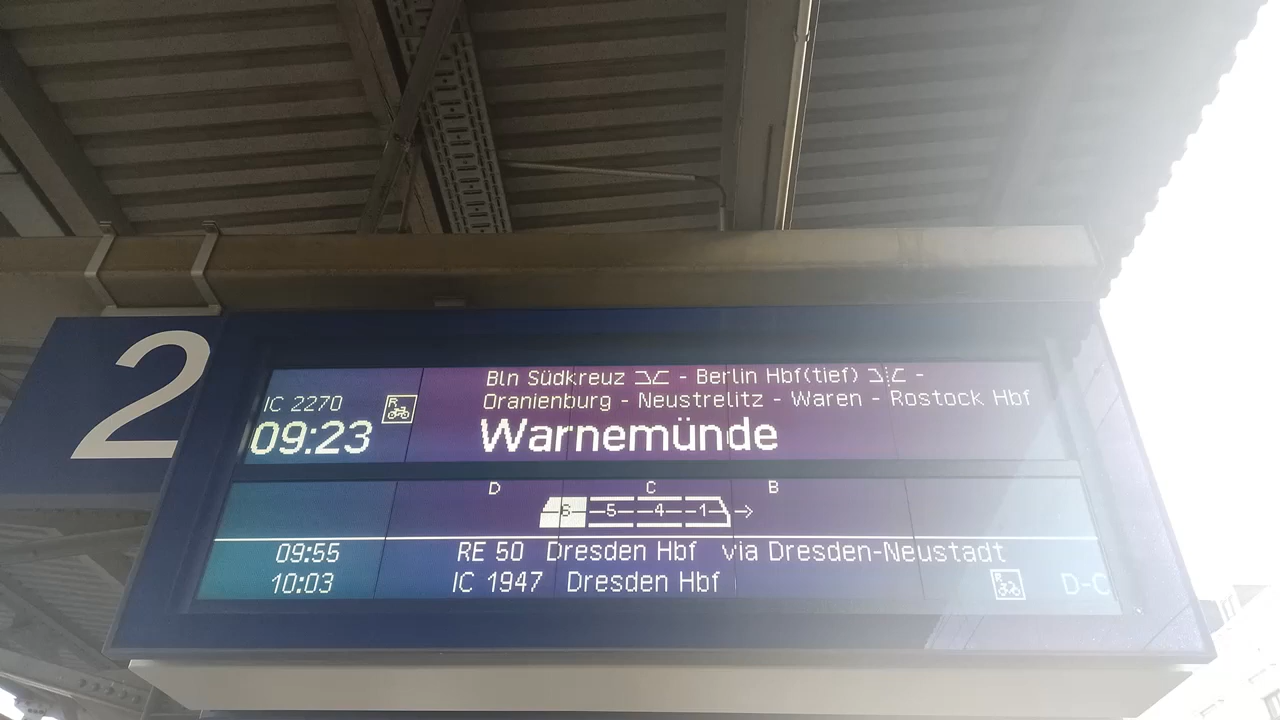 2
IC 2270
09:23
Bln Südkreuz - Berlin Hbf(tief) -
Oranienburg - Neustrelitz - Waren - Rostock Hbf
Warnemünde
D C B
6 5 4 1
09:55 RE 50 Dresden Hbf via Dresden-Neustadt
10:03 IC 1947 Dresden Hbf R D-C